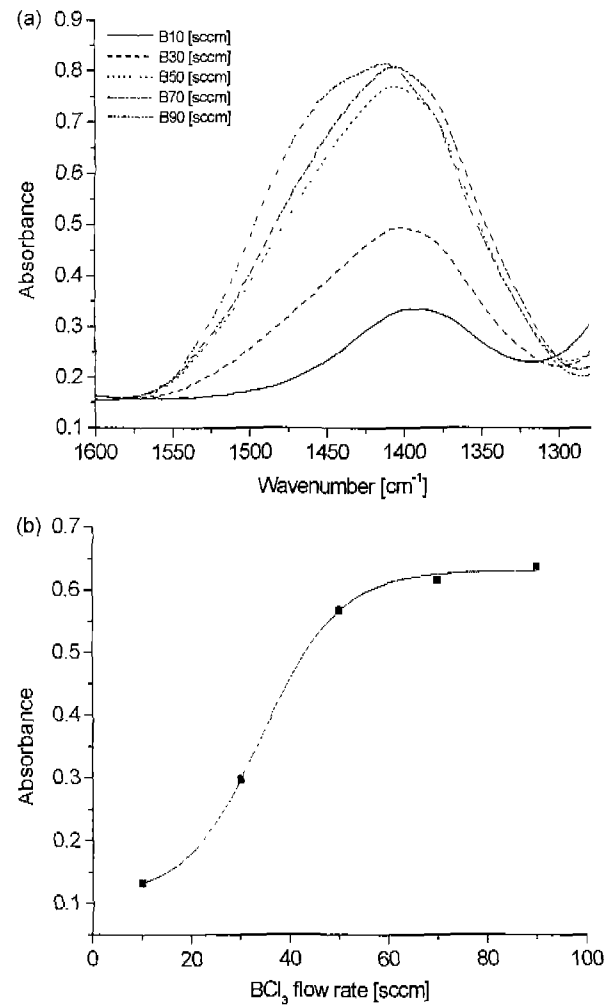 (a)
0.9
0.8
0.7
0.6
0.5
0.4
0.3
0.2
0.1
Absorbance
B10 [sccm]
B30 [sccm]
B50 [sccm]
B70 [sccm]
B90 [sccm]
1600 1550 1500 1450 1400 1350 1300
Wavenumber [cm⁻¹]
(b)
0.7
0.6
0.5
0.4
0.3
0.2
0.1
Absorbance
0 20 40 60 80 100
BCl₃ flow rate [sccm]